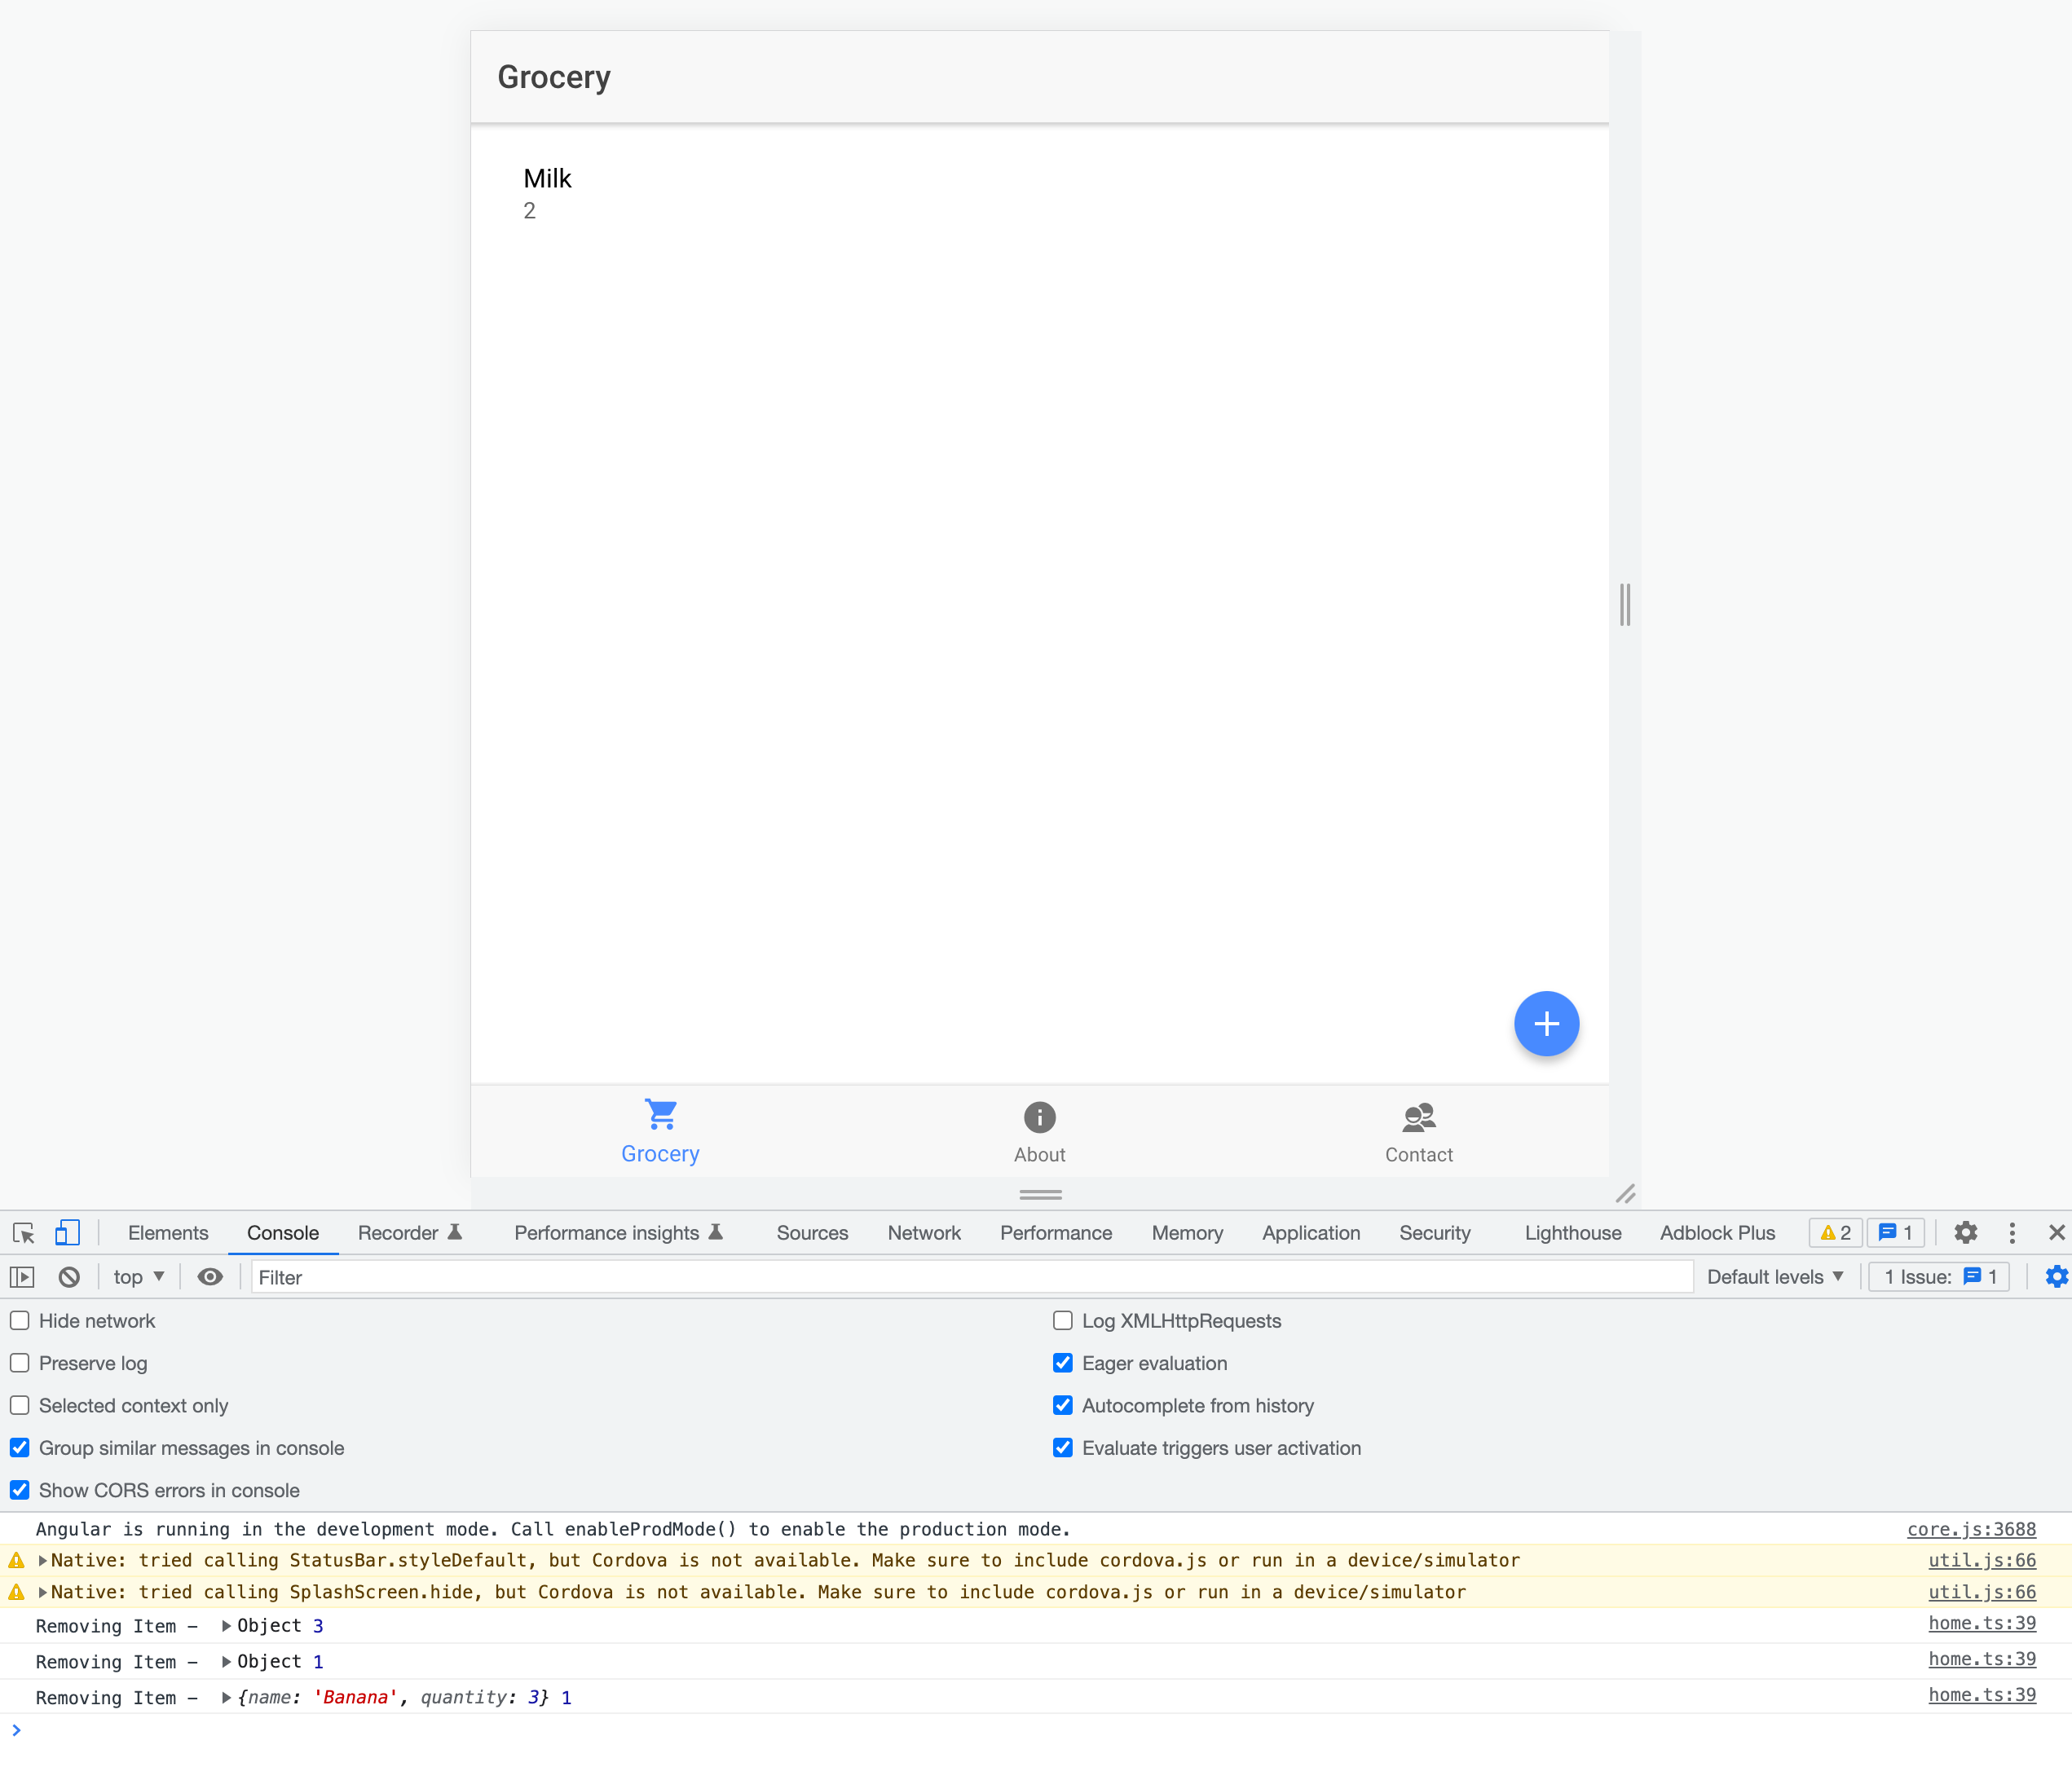 Grocery
Milk
2
Grocery
About
Contact
Elements Console Recorder Performance insights Sources Network Performance Memory Application Security Lighthouse Adblock Plus 2 1
top Filter Default levels 1 Issue: 1
Hide network
Log XMLHttpRequests
Preserve log
Eager evaluation
Selected context only
Autocomplete from history
Group similar messages in console
Evaluate triggers user activation
Show CORS errors in console
Angular is running in the development mode. Call enableProdMode() to enable the production mode. core.js:3688
Native: tried calling StatusBar.styleDefault, but Cordova is not available. Make sure to include cordova.js or run in a device/simulator util.js:66
Native: tried calling SplashScreen.hide, but Cordova is not available. Make sure to include cordova.js or run in a device/simulator util.js:66
Removing Item – Object 3 home.ts:39
Removing Item – Object 1 home.ts:39
Removing Item – {name: 'Banana', quantity: 3} 1 home.ts:39